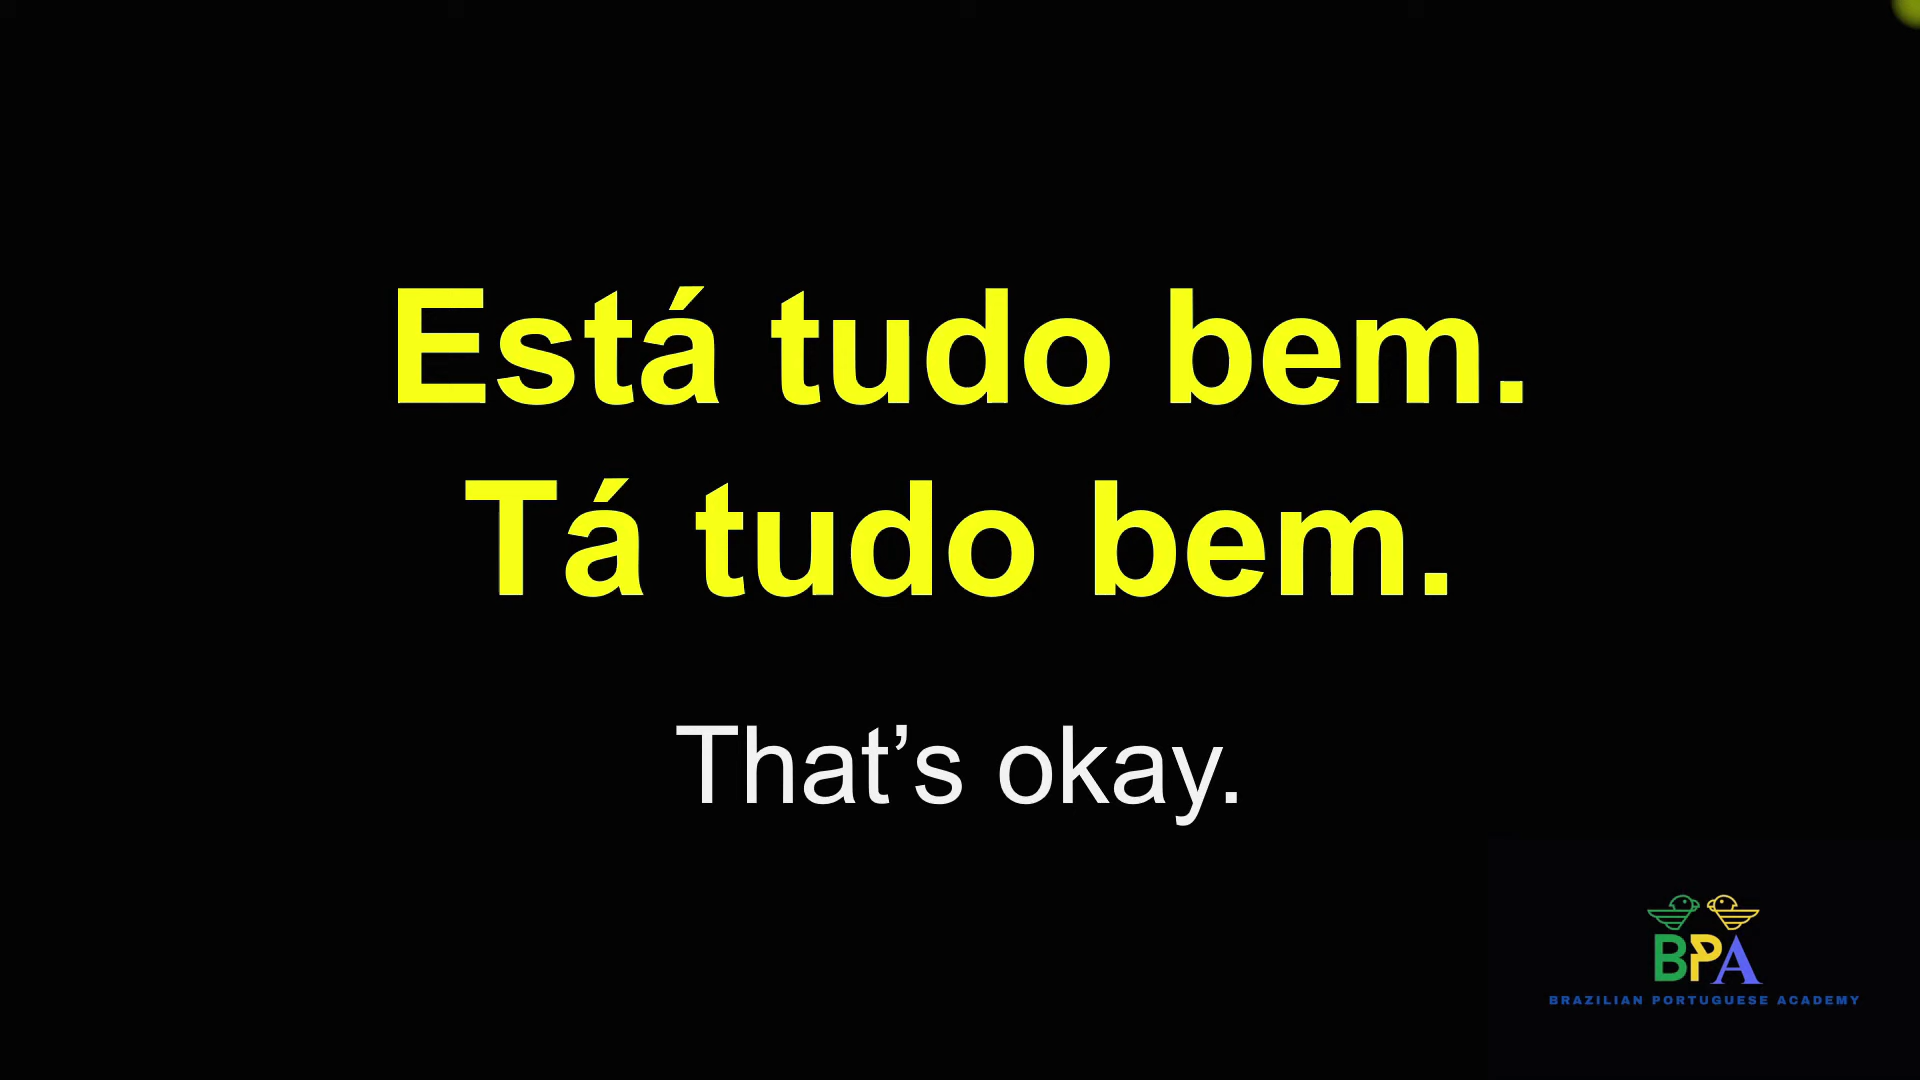 Está tudo bem.
Tá tudo bem.
That’s okay.
BPA
BRAZILIAN PORTUGUESE ACADEMY